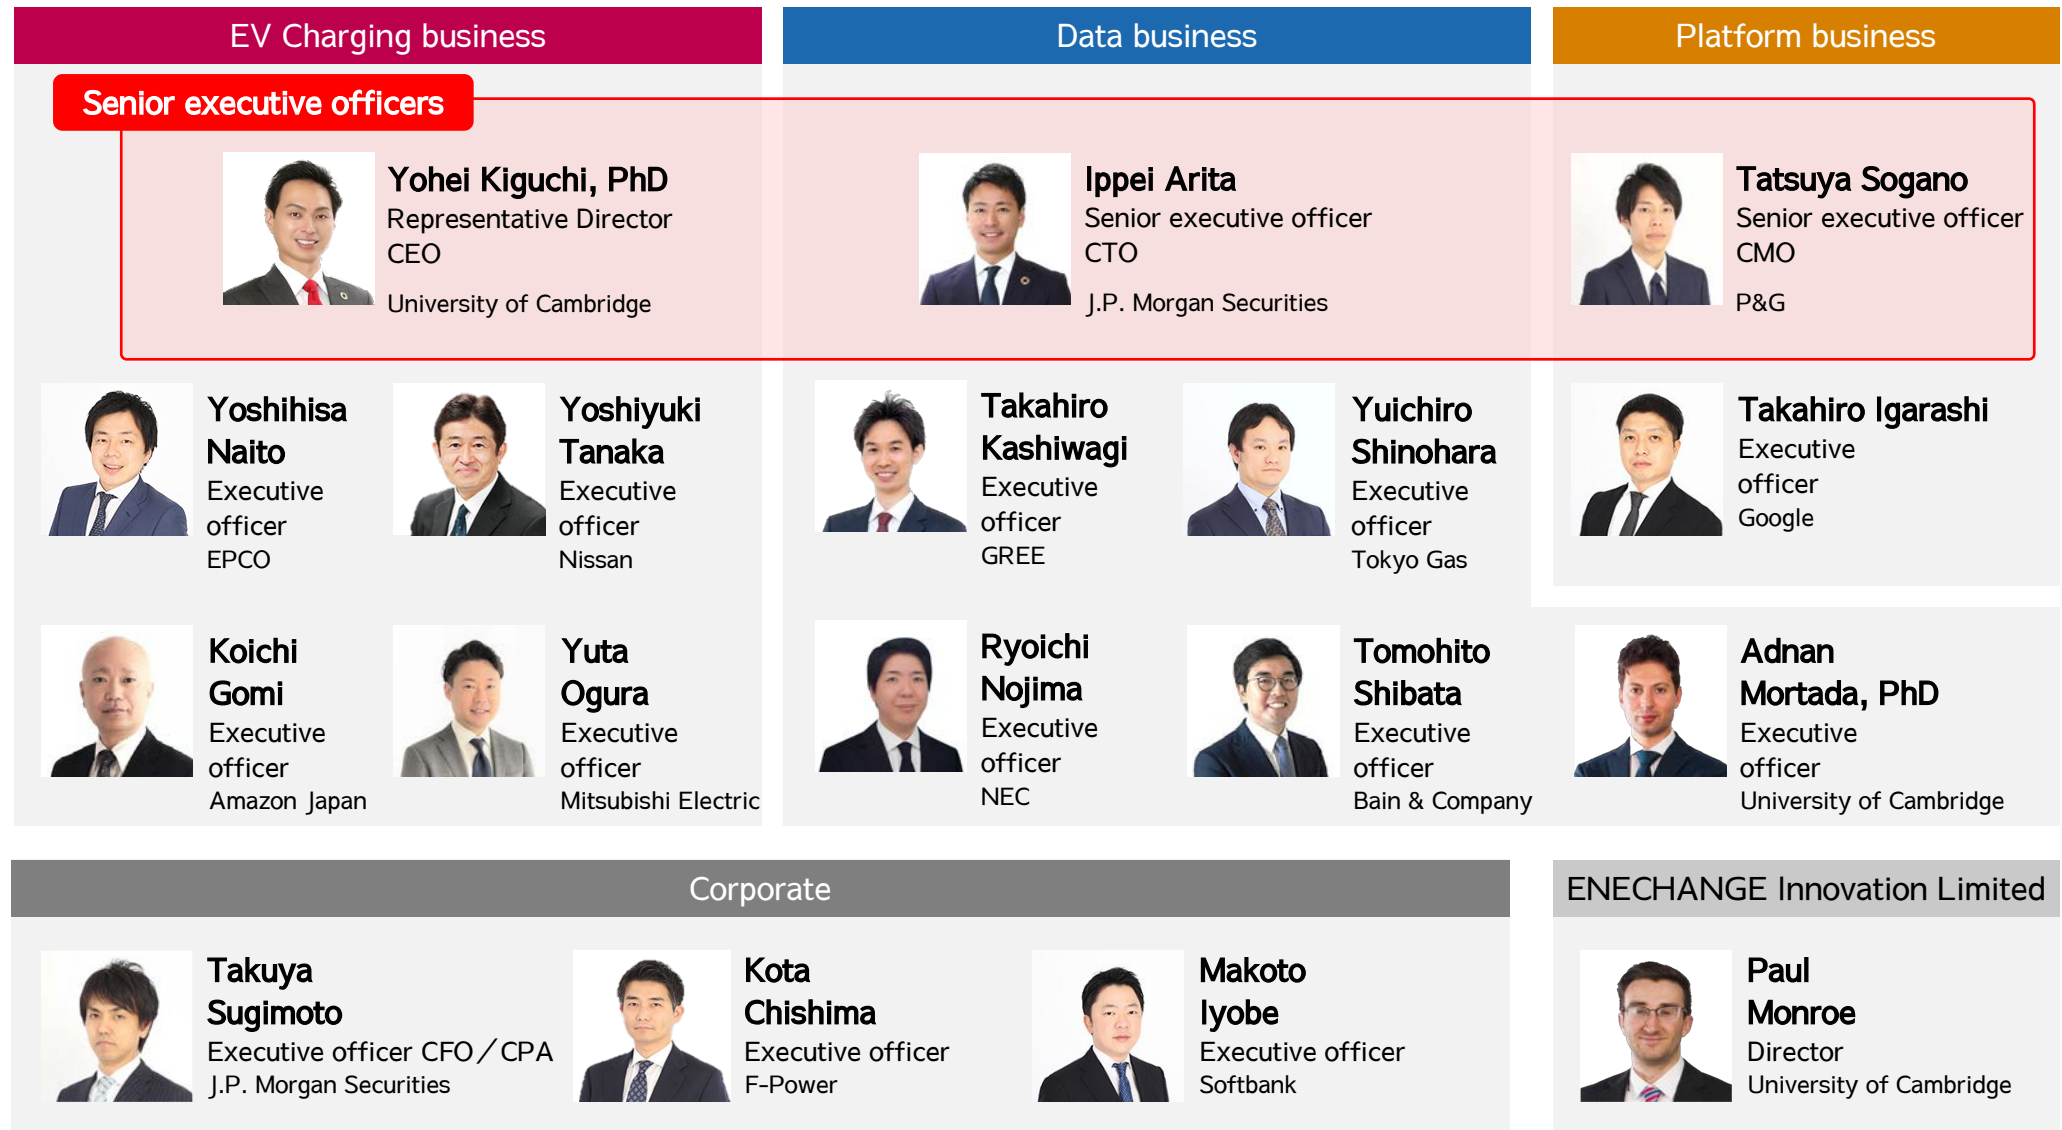 EV Charging business
Data business
Platform business
Senior executive officers
Yohei Kiguchi, PhD
Representative Director
CEO
University of Cambridge
Ippei Arita
Senior executive officer
CTO
J.P. Morgan Securities
Tatsuya Sogano
Senior executive officer
CMO
P&G
Yoshihisa
Naito
Executive
officer
EPCO
Yoshiyuki
Tanaka
Executive
officer
Nissan
Takahiro
Kashiwagi
Executive
officer
GREE
Yuichiro
Shinohara
Executive
officer
Tokyo Gas
Takahiro Igarashi
Executive
officer
Google
Koichi
Gomi
Executive
officer
Amazon Japan
Yuta
Ogura
Executive
officer
Mitsubishi Electric
Ryoichi
Nojima
Executive
officer
NEC
Tomohito
Shibata
Executive
officer
Bain & Company
Adnan
Mortada, PhD
Executive
officer
University of Cambridge
Corporate
ENECHANGE Innovation Limited
Takuya
Sugimoto
Executive officer CFO／CPA
J.P. Morgan Securities
Kota
Chishima
Executive officer
F-Power
Makoto
Iyobe
Executive officer
Softbank
Paul
Monroe
Director
University of Cambridge